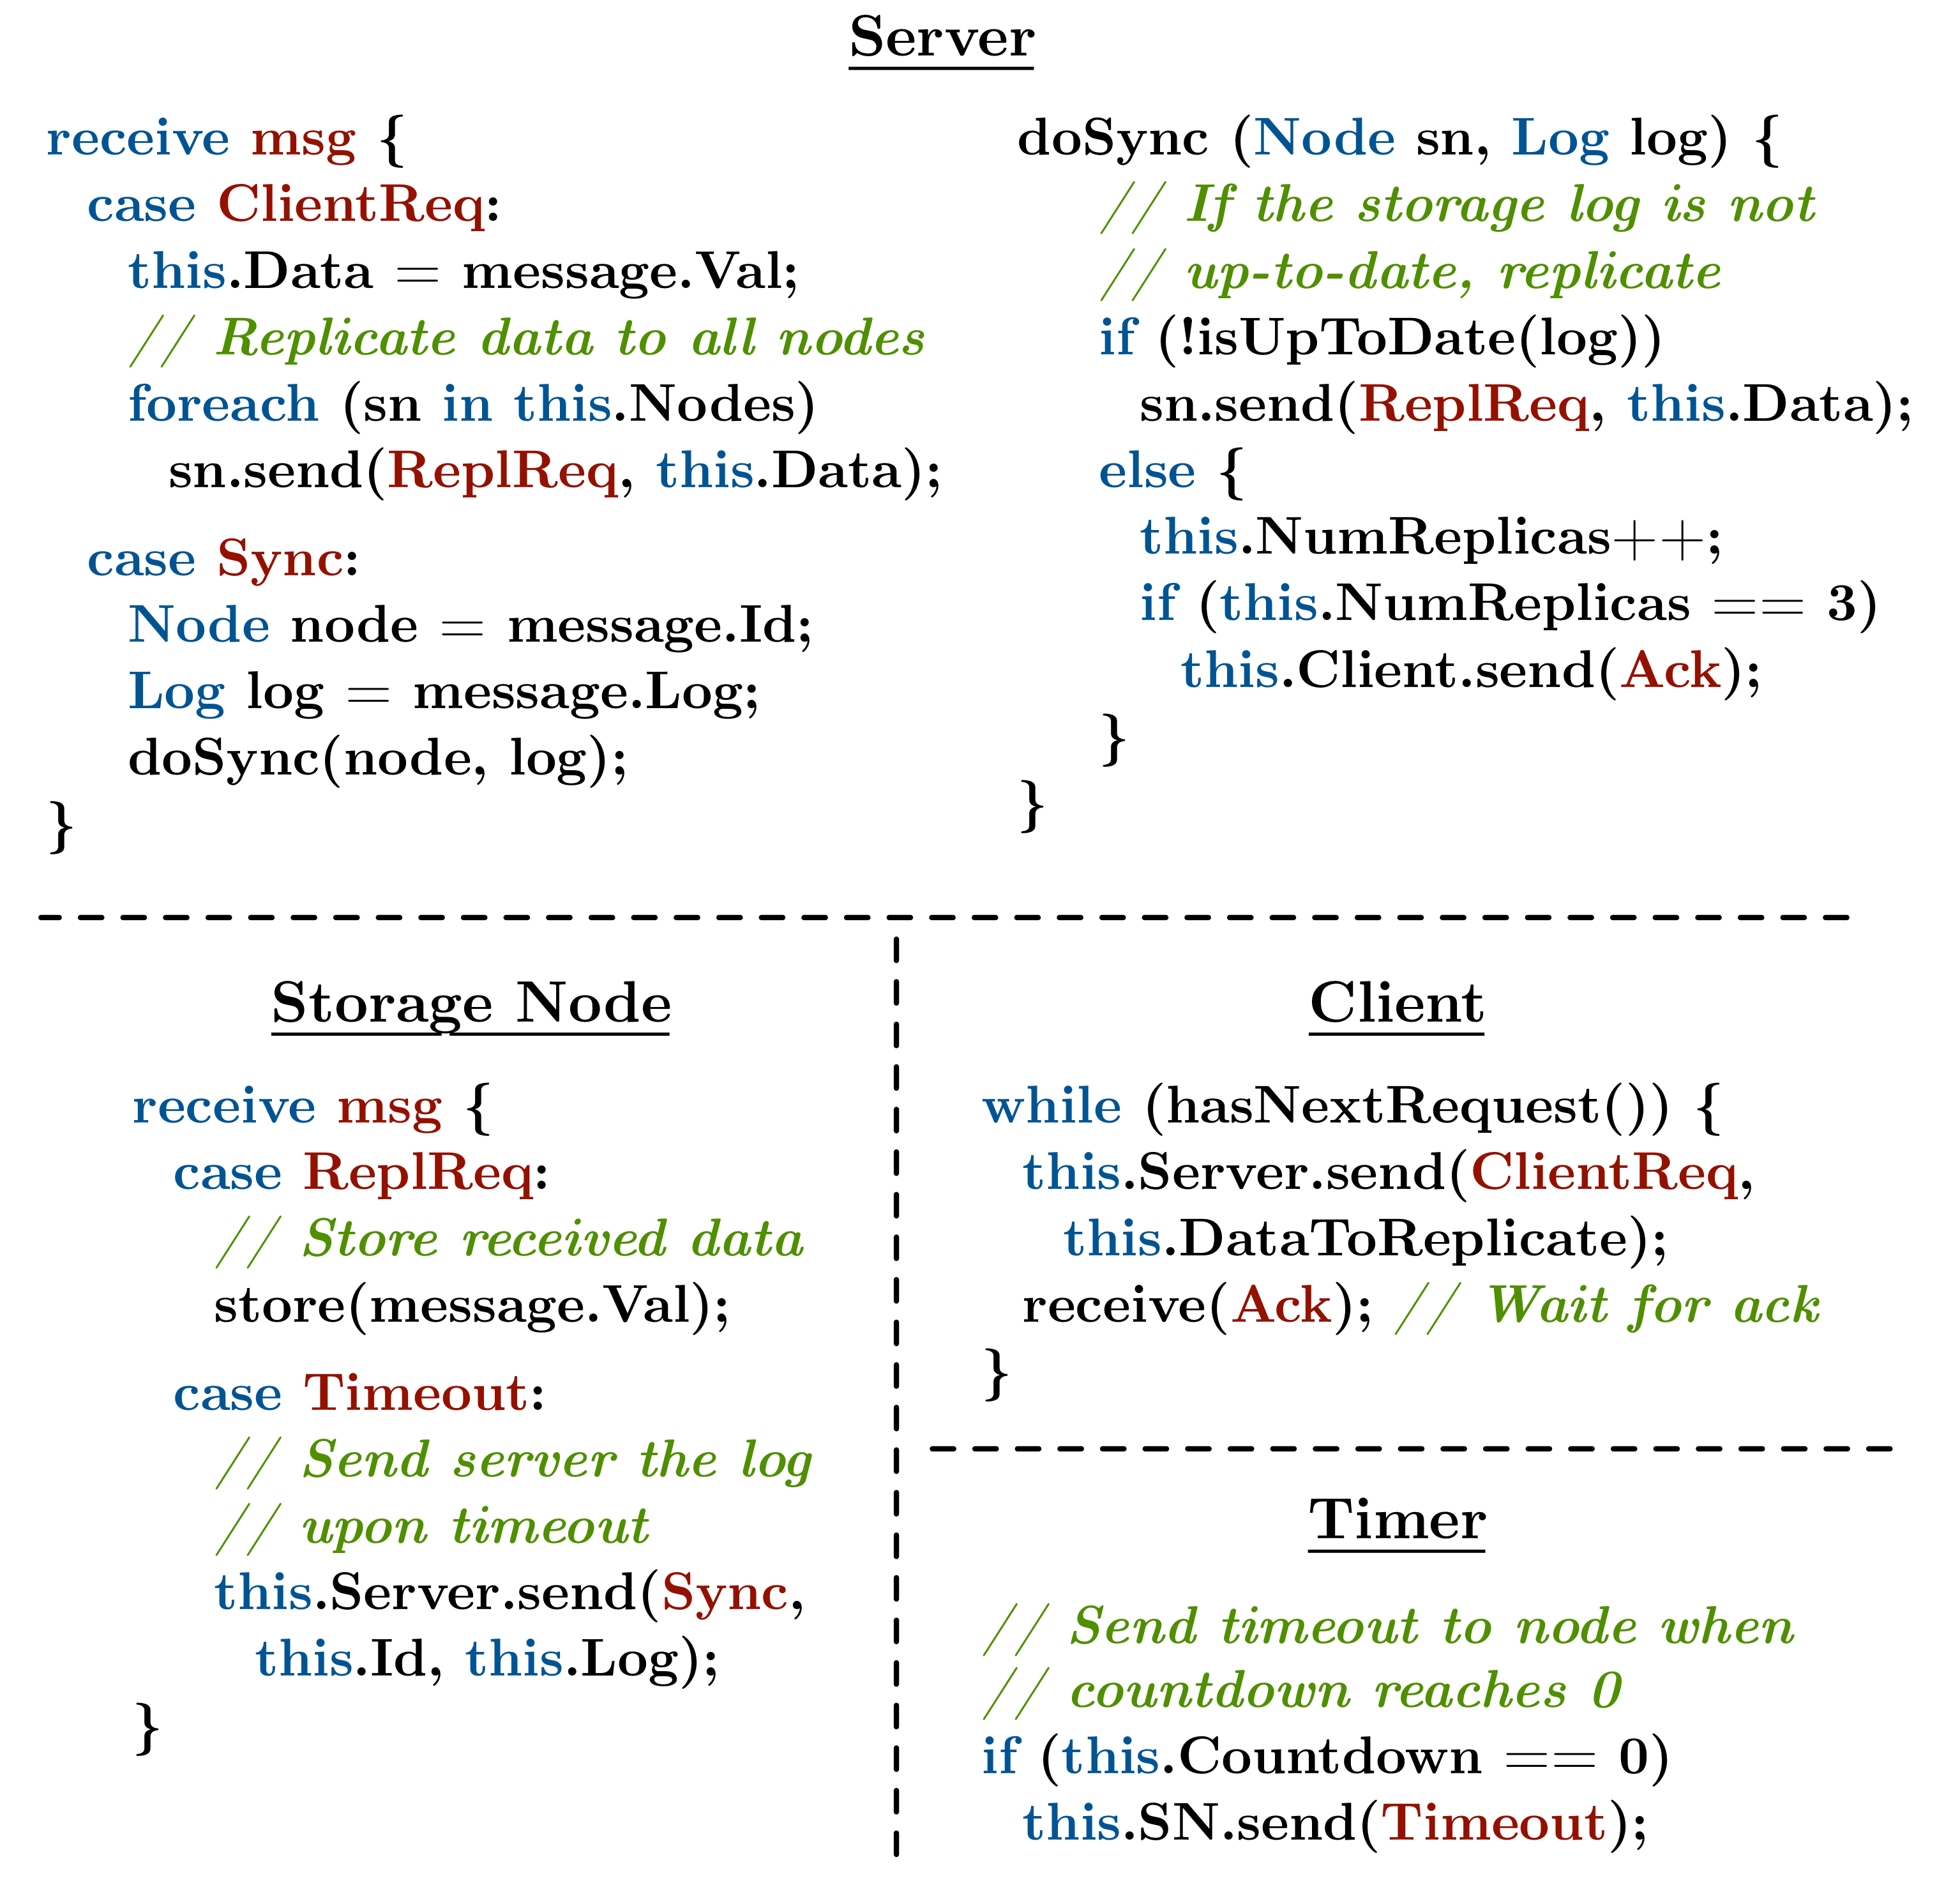 Server
receive msg {
case ClientReq:
this.Data = message.Val;
// Replicate data to all nodes
foreach (sn in this.Nodes)
sn.send(ReplReq, this.Data);
case Sync:
Node node = message.Id;
Log log = message.Log;
doSync(node, log);
}
doSync (Node sn, Log log) {
// If the storage log is not
// up-to-date, replicate
if (!isUpToDate(log))
sn.send(ReplReq, this.Data);
else {
this.NumReplicas++;
if (this.NumReplicas == 3)
this.Client.send(Ack);
}
}
Storage Node
receive msg {
case ReplReq:
// Store received data
store(message.Val);
case Timeout:
// Send server the log
// upon timeout
this.Server.send(Sync,
this.Id, this.Log);
}
Client
while (hasNextRequest()) {
this.Server.send(ClientReq,
this.DataToReplicate);
receive(Ack); // Wait for ack
}
Timer
// Send timeout to node when
// countdown reaches 0
if (this.Countdown == 0)
this.SN.send(Timeout);